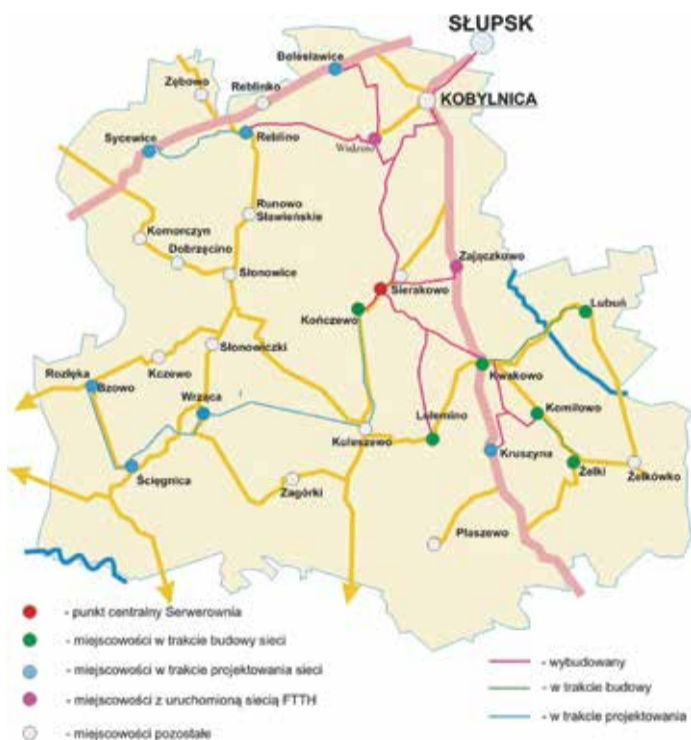 SŁUPSK
Bolesławice
Zębowo
Reblinko
KOBYLNICA
Sycewice
Reblino
Widzino
Runowo
Sławieńskie
Komorczyn
Dobrzęcino
Słonowice
Zajączkowo
Sierakowo
Lubuń
Kończewo
Słonowiczki
Rozłęka
Bzowo
Kczewo
Kwakowo
Wrząca
Komiłowo
Lulemino
Kuleszewo
Kruszyna
Ścięgnica
Zagórki
Żelki
Żelkówko
Płaszewo
- punkt centralny Serwerownia
- miejscowości w trakcie budowy sieci
- miejscowości w trakcie projektowania sieci
- miejscowości z uruchomioną siecią FTTH
- miejscowości pozostałe
- wybudowany
- w trakcie budowy
- w trakcie projektowania